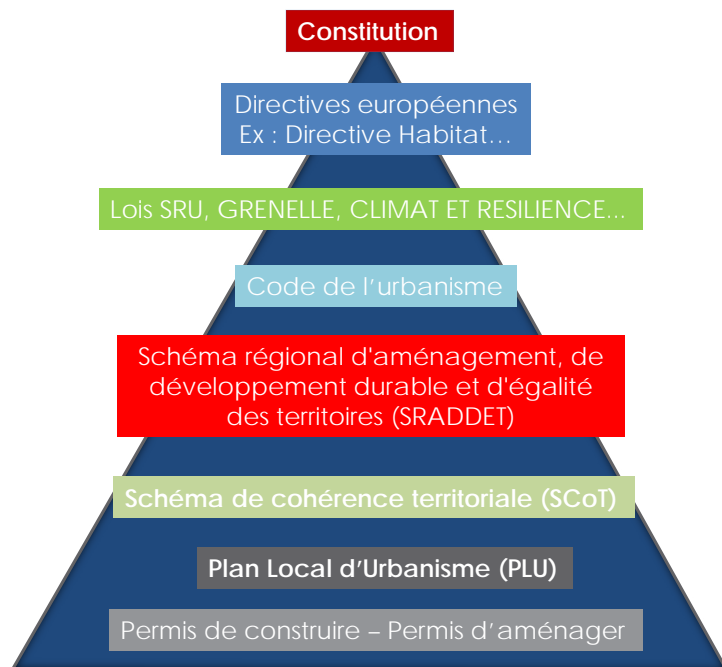 Constitution
Directives européennes
Ex : Directive Habitat...
Lois SRU, GRENELLE, CLIMAT ET RESILIENCE...
Code de l'urbanisme
Schéma régional d'aménagement, de
développement durable et d'égalité
des territoires (SRADDET)
Schéma de cohérence territoriale (SCoT)
Plan Local d'Urbanisme (PLU)
Permis de construire – Permis d'aménager